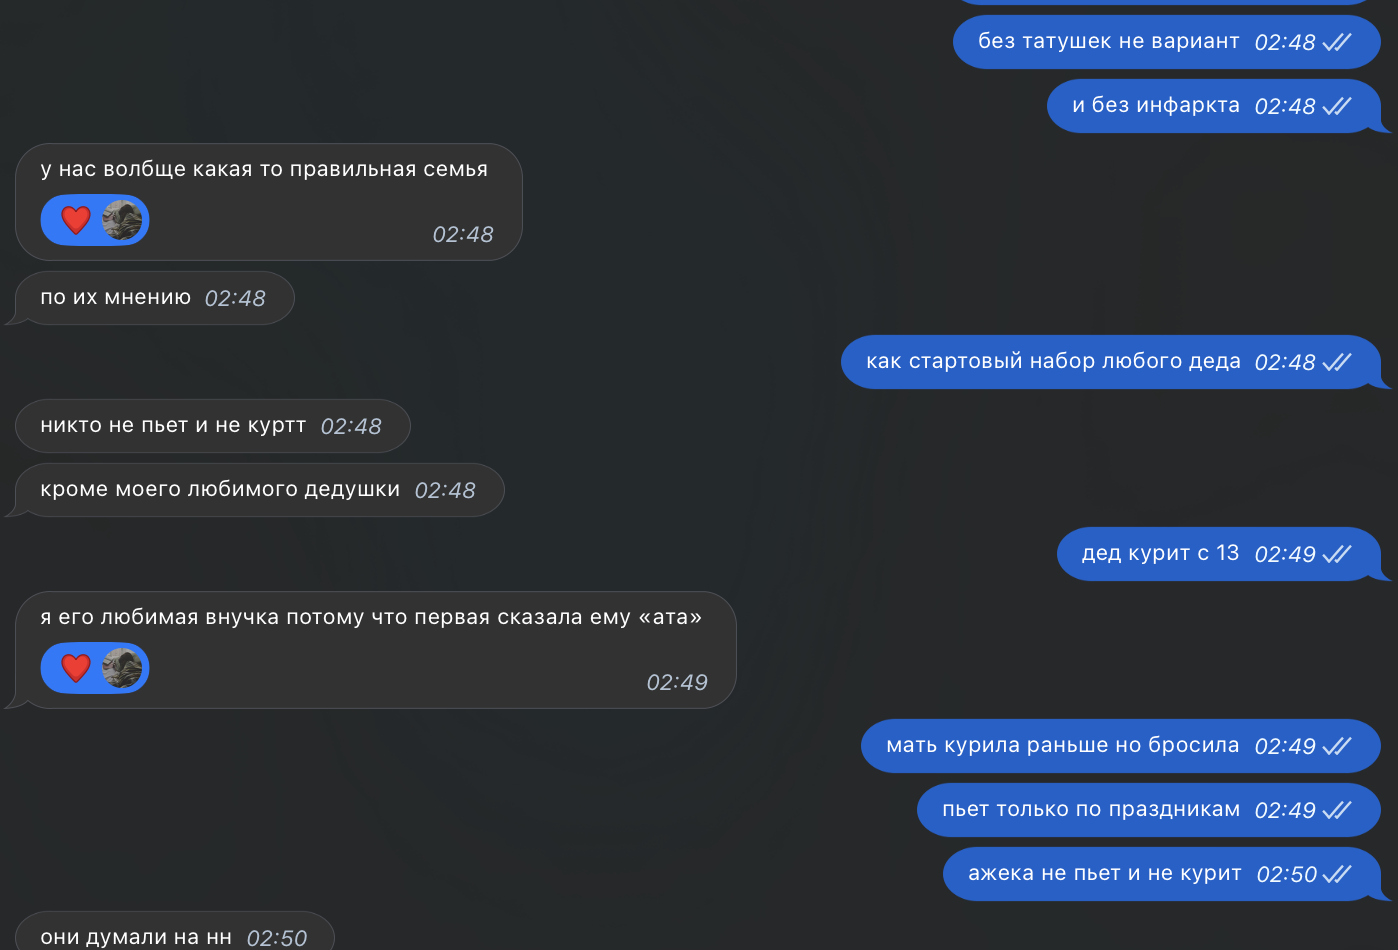 без татушек не вариант 02:48
и без инфаркта 02:48
у нас волбще какая то правильная семья
02:48
по их мнению 02:48
как стартовый набор любого деда 02:48
никто не пьет и не куртт 02:48
кроме моего любимого дедушки 02:48
дед курит с 13 02:49
я его любимая внучка потому что первая сказала ему «ата»
02:49
мать курила раньше но бросила 02:49
пьет только по праздникам 02:49
ажека не пьет и не курит 02:50
они думали на нн 02:50